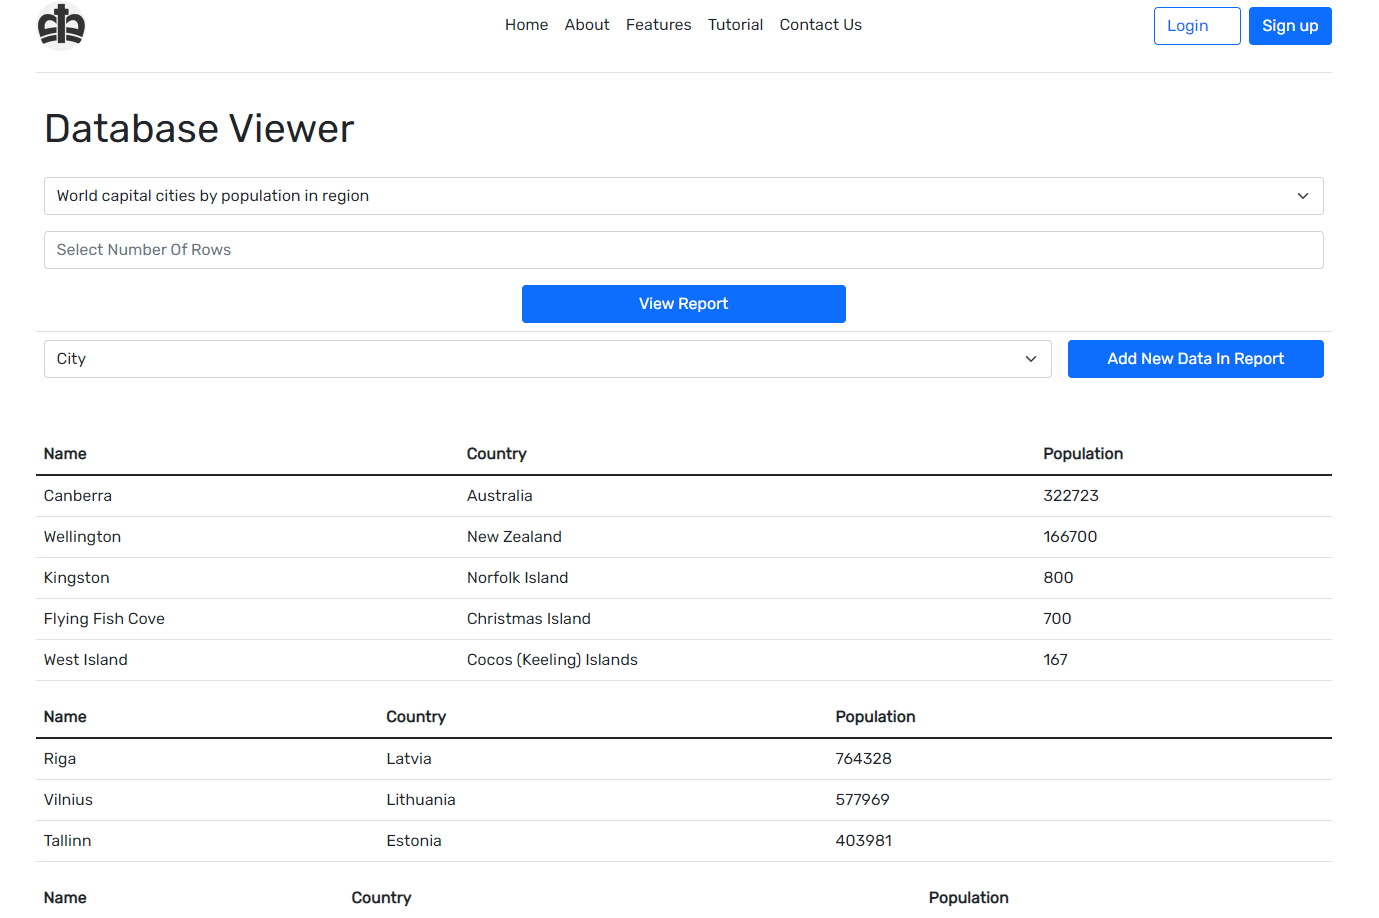 Home About Features Tutorial Contact Us Login Sign up
Database Viewer
World capital cities by population in region
Select Number Of Rows
View Report
City Add New Data In Report
Name Country Population
Canberra Australia 322723
Wellington New Zealand 166700
Kingston Norfolk Island 800
Flying Fish Cove Christmas Island 700
West Island Cocos (Keeling) Islands 167
Name Country Population
Riga Latvia 764328
Vilnius Lithuania 577969
Tallinn Estonia 403981
Name Country Population